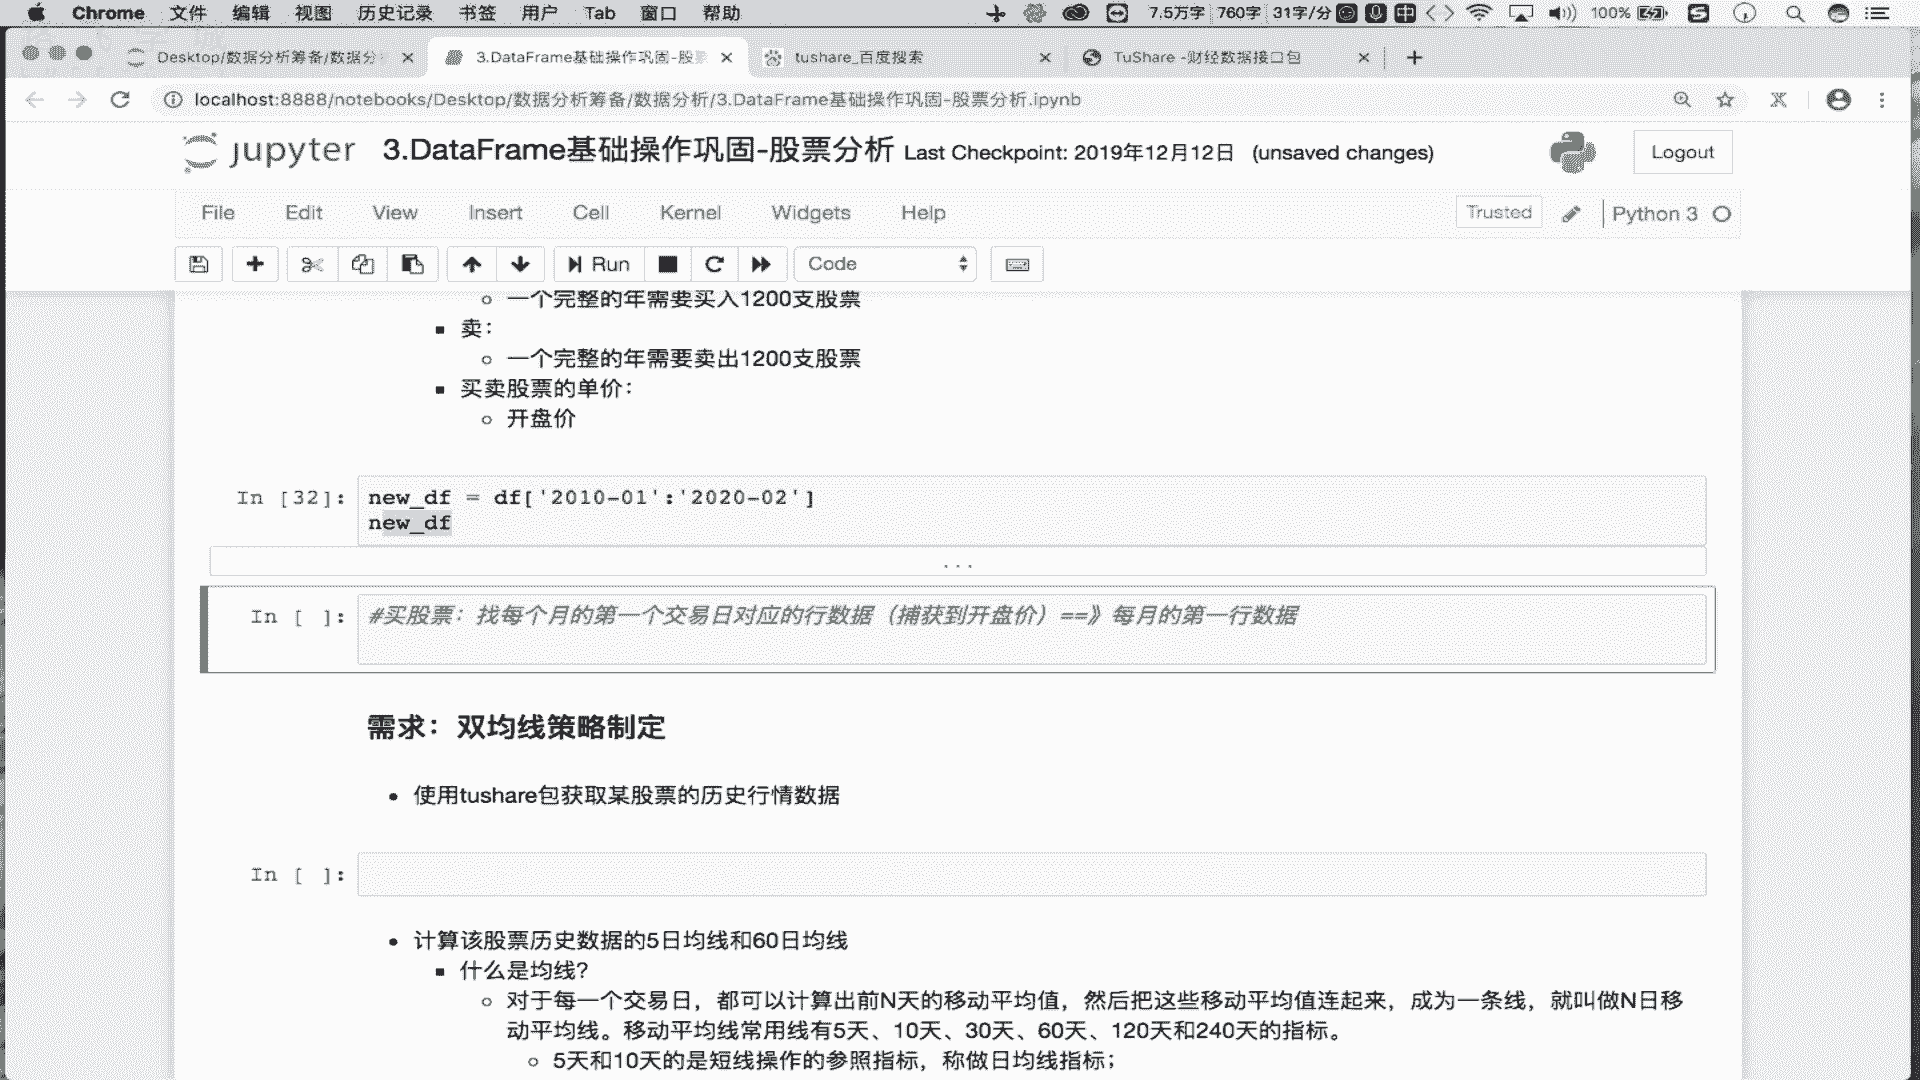 Chrome 文件 编辑 视图 历史记录 书签 用户 Tab 窗口 帮助 7.5万字 760字 31字/分 中 100%
Desktop/数据分析筹备/数据分 3.DataFrame基础操作巩固-股 tushare_百度搜索 TuShare -财经数据接口包
localhost:8888/notebooks/Desktop/数据分析筹备/数据分析/3.DataFrame基础操作巩固-股票分析.ipynb
jupyter 3.DataFrame基础操作巩固-股票分析 Last Checkpoint: 2019年12月12日 (unsaved changes) Logout
File Edit View Insert Cell Kernel Widgets Help Trusted Python 3
Run Code
一个完整的年需要买入1200支股票
卖：
一个完整的年需要卖出1200支股票
买卖股票的单价：
开盘价
In [32]: new_df = df['2010-01':'2020-02']
new_df
...
In [ ]: #买股票：找每个月的第一个交易日对应的行数据（捕获到开盘价）==》每月的第一行数据
需求：双均线策略制定
使用tushare包获取某股票的历史行情数据
In [ ]:
计算该股票历史数据的5日均线和60日均线
什么是均线?
对于每一个交易日，都可以计算出前N天的移动平均值，然后把这些移动平均值连起来，成为一条线，就叫做N日移
动平均线。移动平均线常用线有5天、10天、30天、60天、120天和240天的指标。
5天和10天的是短线操作的参照指标，称做日均线指标；